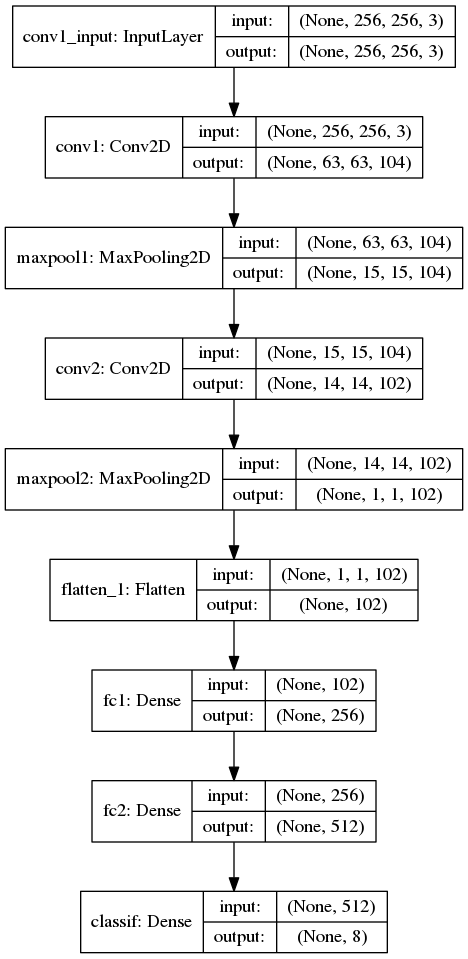 conv1_input: InputLayer
input:
(None, 256, 256, 3)
output:
(None, 256, 256, 3)
conv1: Conv2D
input:
(None, 256, 256, 3)
output:
(None, 63, 63, 104)
maxpool1: MaxPooling2D
input:
(None, 63, 63, 104)
output:
(None, 15, 15, 104)
conv2: Conv2D
input:
(None, 15, 15, 104)
output:
(None, 14, 14, 102)
maxpool2: MaxPooling2D
input:
(None, 14, 14, 102)
output:
(None, 1, 1, 102)
flatten_1: Flatten
input:
(None, 1, 1, 102)
output:
(None, 102)
fc1: Dense
input:
(None, 102)
output:
(None, 256)
fc2: Dense
input:
(None, 256)
output:
(None, 512)
classif: Dense
input:
(None, 512)
output:
(None, 8)